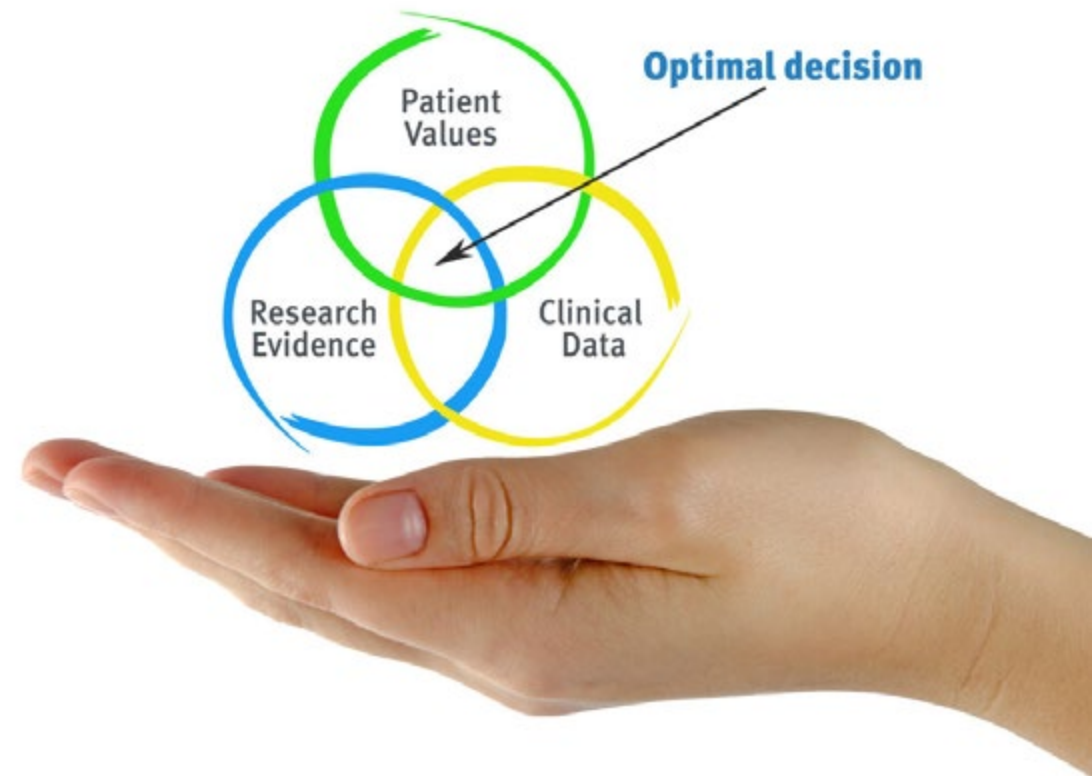 Optimal decision
Patient
Values
Research
Evidence
Clinical
Data